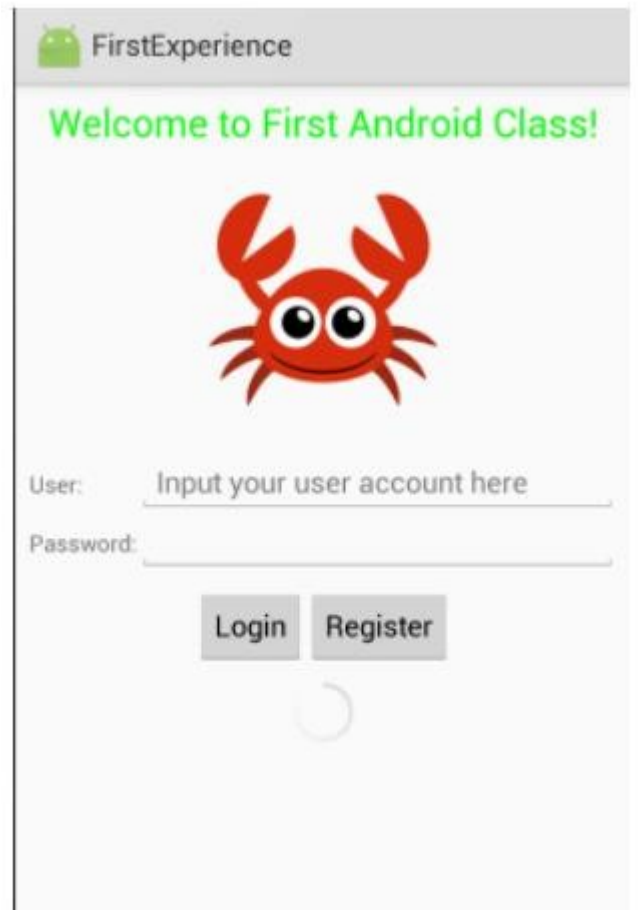 FirstExperience
Welcome to First Android Class!
User: Input your user account here
Password:
Login Register